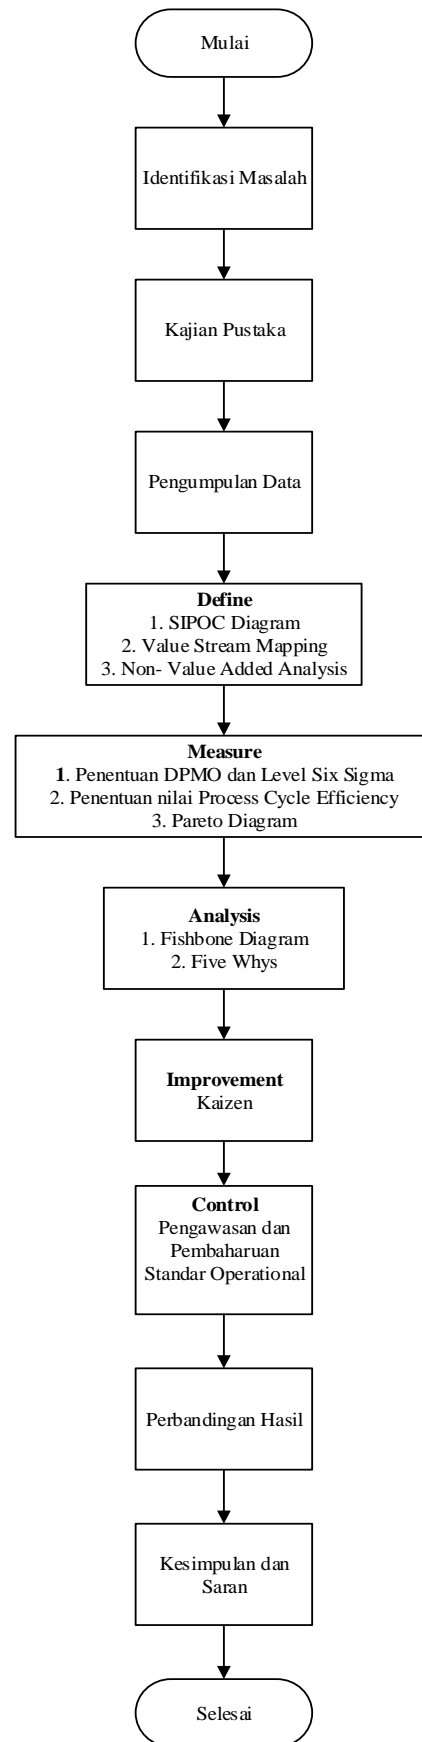 Mulai
Identifikasi Masalah
Kajian Pustaka
Pengumpulan Data
Define
1. SIPOC Diagram
2. Value Stream Mapping
3. Non- Value Added Analysis
Measure
1. Penentuan DPMO dan Level Six Sigma
2. Penentuan nilai Process Cycle Efficiency
3. Pareto Diagram
Analysis
1. Fishbone Diagram
2. Five Whys
Improvement
Kaizen
Control
Pengawasan dan
Pembaharuan
Standar Operational
Perbandingan Hasil
Kesimpulan dan
Saran
Selesai